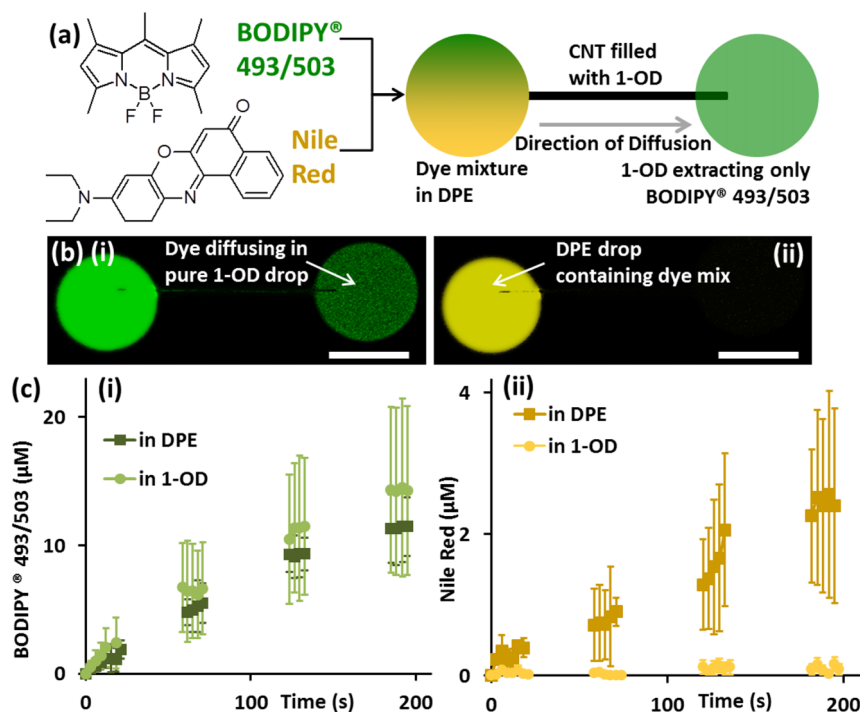 (a)
BODIPY®
493/503
Nile
Red
N
N
B
F
F
O
O
N
N
CNT filled
with 1-OD
Direction of Diffusion
Dye mixture
in DPE
1-OD extracting only
BODIPY® 493/503
(b) (i)
Dye diffusing in
pure 1-OD drop
(ii)
DPE drop
containing dye mix
(c)
(i)
20
10
0
BODIPY ® 493/503 (μM)
in DPE
in 1-OD
0
100
200
Time (s)
(ii)
4
2
0
Nile Red (μM)
in DPE
in 1-OD
0
100
200
Time (s)